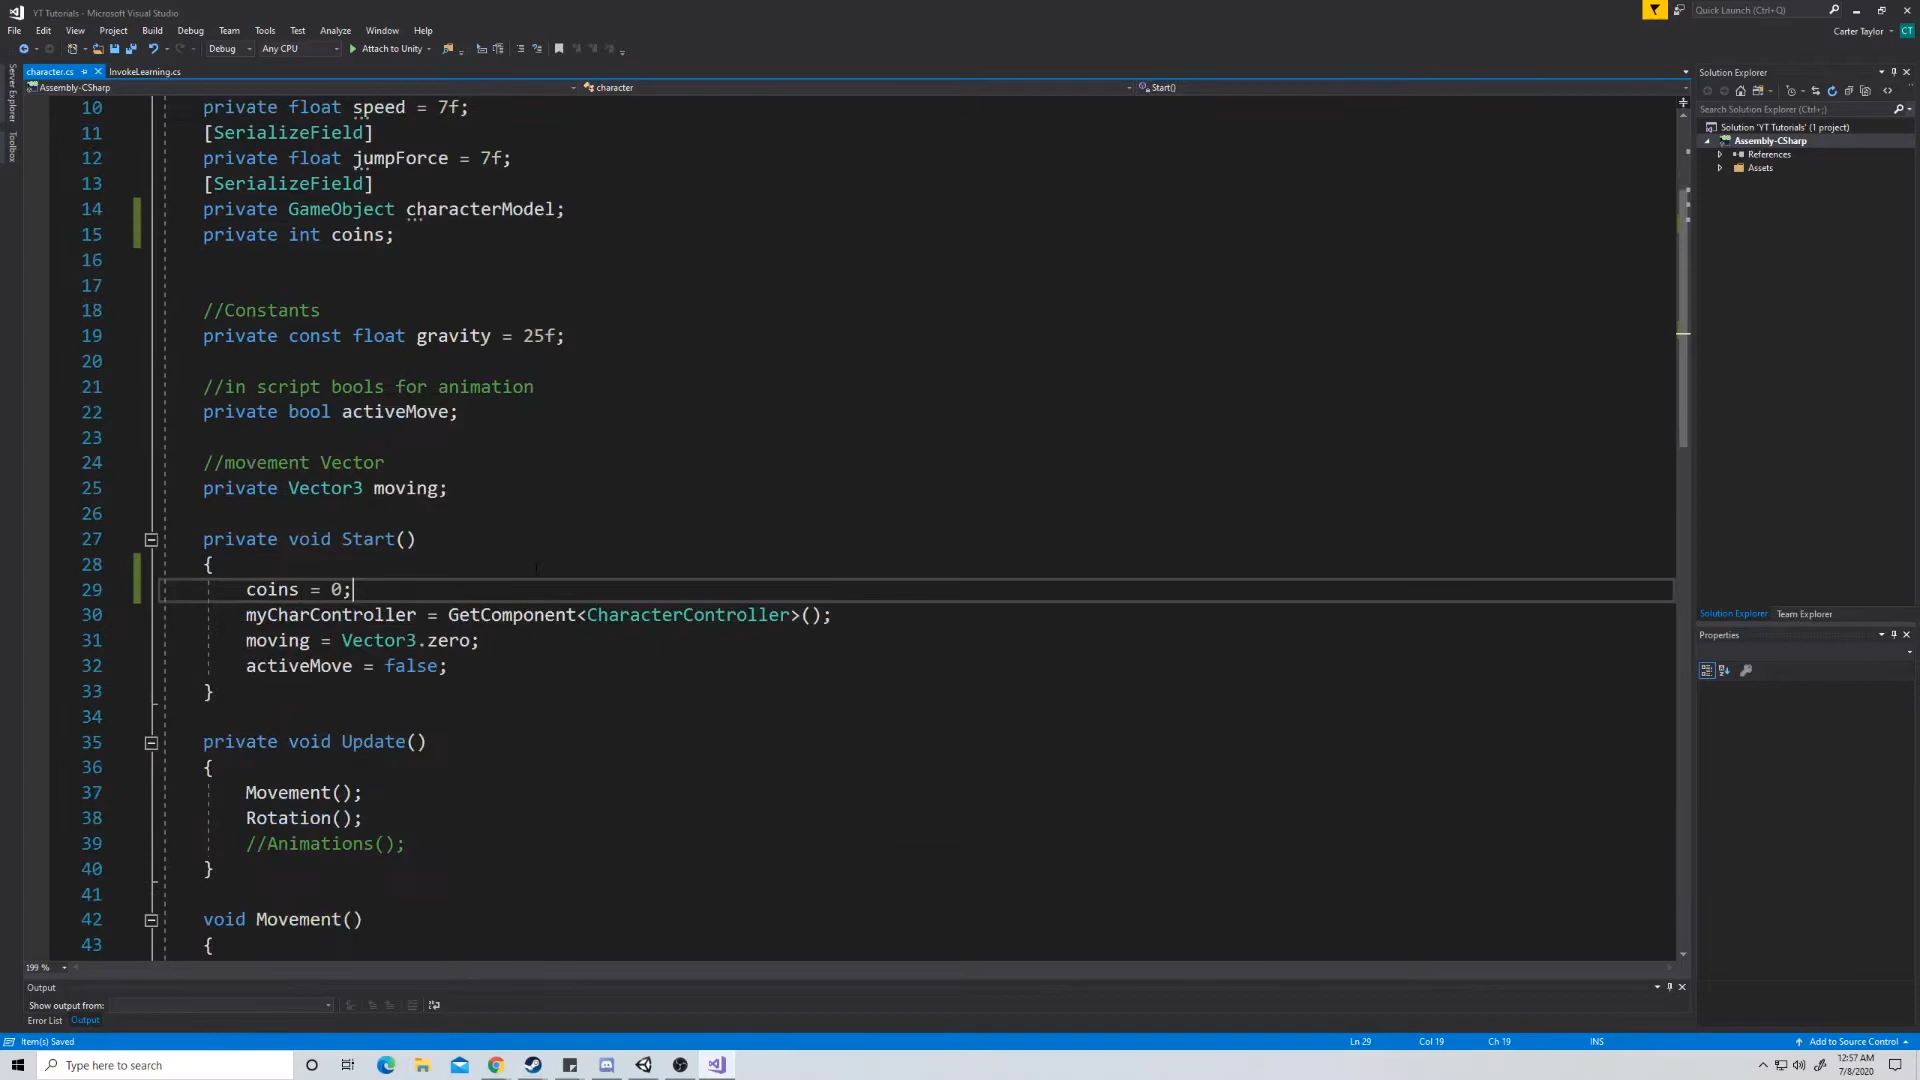 YT Tutorials - Microsoft Visual Studio
Quick Launch (Ctrl+Q)
File Edit View Project Build Debug Team Tools Test Analyze Window Help
Carter Taylor CT
Debug Any CPU Attach to Unity
Server Explorer
Toolbox
character.cs InvokeLearning.cs
Assembly-CSharp character Start()
10 private float speed = 7f;
11 [SerializeField]
12 private float jumpForce = 7f;
13 [SerializeField]
14 private GameObject characterModel;
15 private int coins;
16
17
18 //Constants
19 private const float gravity = 25f;
20
21 //in script bools for animation
22 private bool activeMove;
23
24 //movement Vector
25 private Vector3 moving;
26
27 private void Start()
28 {
29 coins = 0;
30 myCharController = GetComponent<CharacterController>();
31 moving = Vector3.zero;
32 activeMove = false;
33 }
34
35 private void Update()
36 {
37 Movement();
38 Rotation();
39 //Animations();
40 }
41
42 void Movement()
43 {
199 %
Solution Explorer
Search Solution Explorer (Ctrl+;)
Solution 'YT Tutorials' (1 project)
Assembly-CSharp
References
Assets
Solution Explorer Team Explorer
Properties
Output
Show output from:
Error List Output
Item(s) Saved Ln 29 Col 19 Ch 19 INS Add to Source Control
Type here to search
12:57 AM
7/8/2020